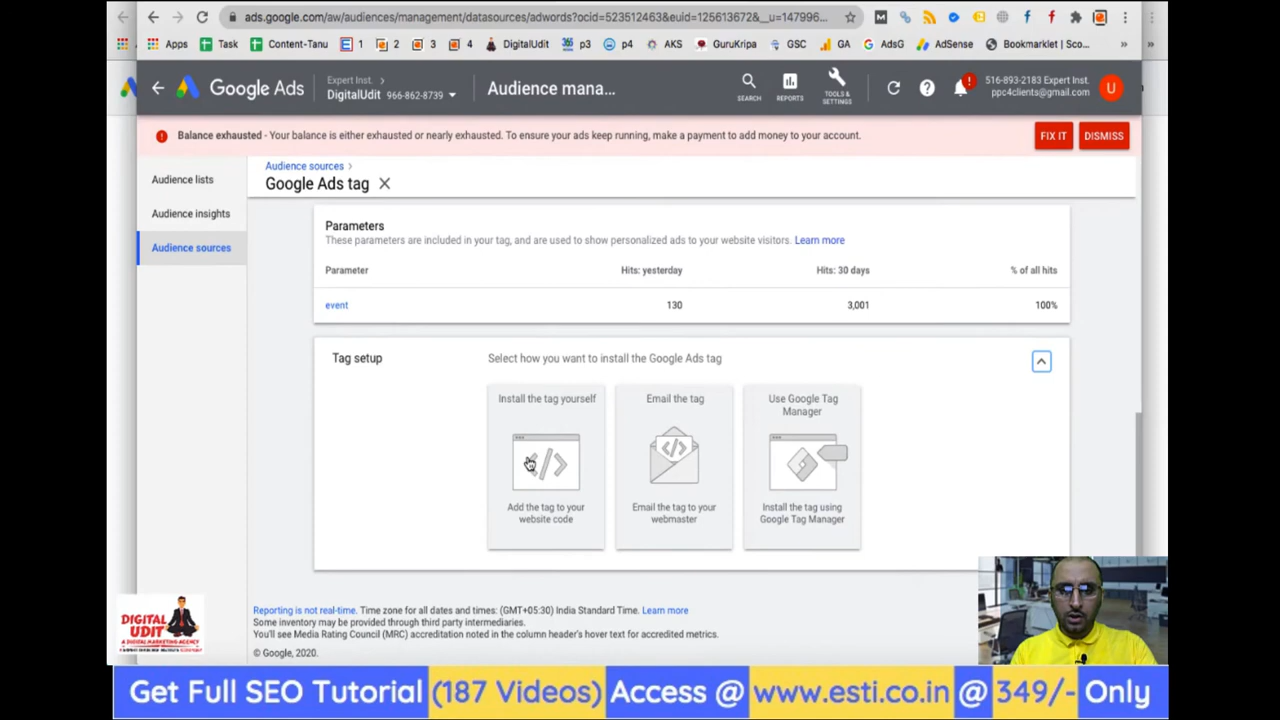 ads.google.com/aw/audiences/management/datasources/adwords?ocid=523512463&euid=125613672&__u=147996...
Apps
Task
Content-Tanu
1
2
3
4
DigitalUdit
p3
p4
AKS
GuruKripa
GSC
GA
AdsG
AdSense
Bookmarklet | Sco...
»
»
Google Ads
Expert Inst. >
DigitalUdit 966-862-8739
Audience mana...
SEARCH
REPORTS
TOOLS &
SETTINGS
516-893-2183 Expert Inst.
ppc4clients@gmail.com
U
Balance exhausted - Your balance is either exhausted or nearly exhausted. To ensure your ads keep running, make a payment to add money to your account.
FIX IT
DISMISS
Audience lists
Audience insights
Audience sources
Audience sources >
Google Ads tag
Parameters
These parameters are included in your tag, and are used to show personalized ads to your website visitors. Learn more
Parameter Hits: yesterday Hits: 30 days % of all hits
event 130 3,001 100%
Tag setup
Select how you want to install the Google Ads tag
Install the tag yourself
Add the tag to your
website code
Email the tag
Email the tag to your
webmaster
Use Google Tag
Manager
Install the tag using
Google Tag Manager
Reporting is not real-time. Time zone for all dates and times: (GMT+05:30) India Standard Time. Learn more
Some inventory may be provided through third party intermediaries.
You'll see Media Rating Council (MRC) accreditation noted in the column header's hover text for accredited metrics.
© Google, 2020.
DIGITAL
UDIT
A DIGITAL MARKETING AGENCY
Get Full SEO Tutorial (187 Videos) Access @ www.esti.co.in @ 349/- Only